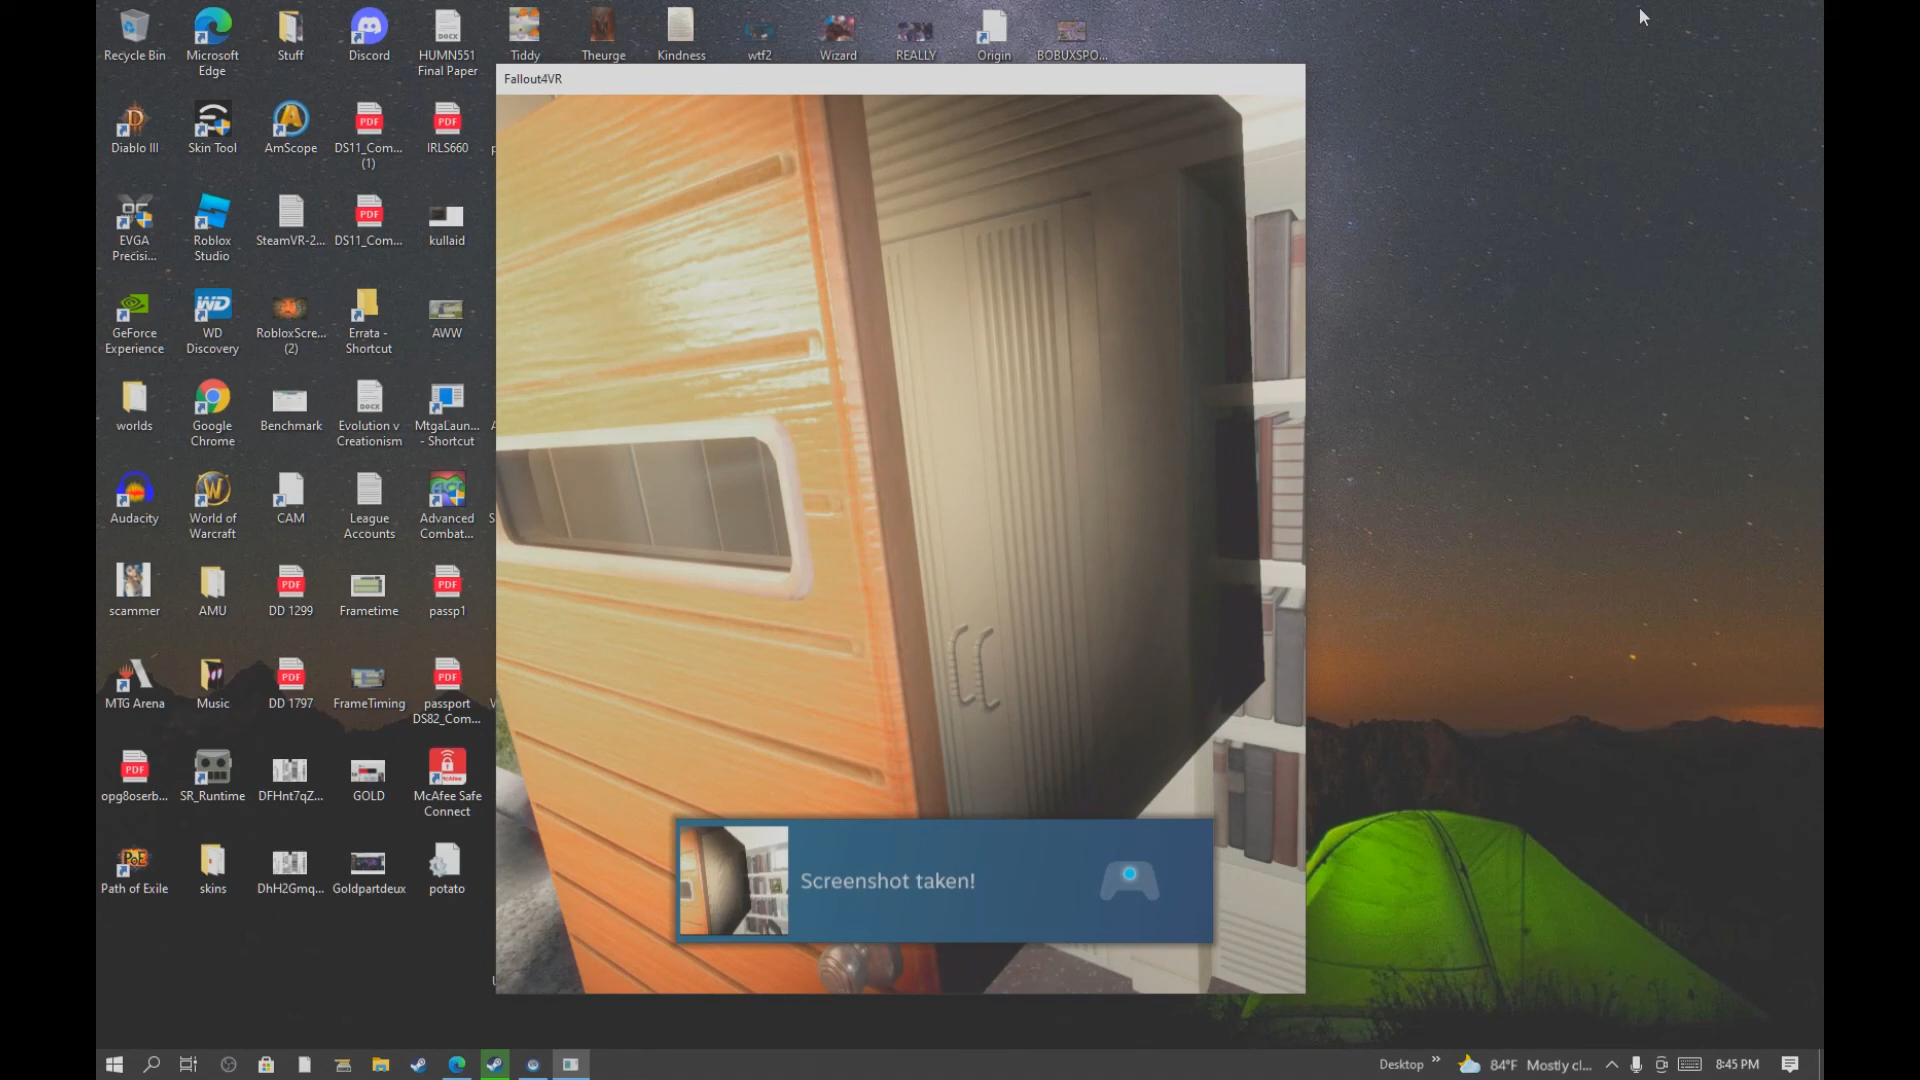 Recycle Bin
Microsoft
Edge
Stuff
Discord
HUMN551
Final Paper
Tiddy
Theurge
Kindness
wtf2
Wizard
REALLY
Origin
BOBUXSPO...
Fallout4VR
Diablo III
Skin Tool
AmScope
DS11_Com...
(1)
IRLS660
EVGA
Precisi...
Roblox
Studio
SteamVR-2...
DS11_Com...
kullaid
GeForce
Experience
WD
Discovery
RobloxScre...
(2)
Errata -
Shortcut
AWW
worlds
Google
Chrome
Benchmark
Evolution v
Creationism
MtgaLaun...
- Shortcut
Audacity
World of
Warcraft
CAM
League
Accounts
Advanced
Combat...
scammer
AMU
DD 1299
Frametime
passp1
MTG Arena
Music
DD 1797
FrameTiming
passport
DS82_Com...
opg8oserb...
SR_Runtime
DFHnt7qZ...
GOLD
McAfee Safe
Connect
Path of Exile
skins
DhH2Gmq...
Goldpartdeux
potato
Screenshot taken!
Desktop
84°F Mostly cl...
8:45 PM